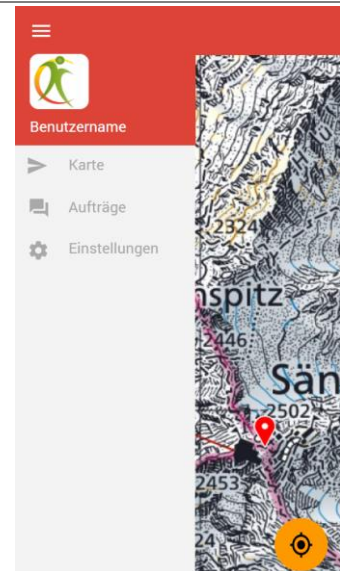 Benutzername
Karte
Aufträge
Einstellungen
2324
nspitz
2446
Sän
2502
2453
24